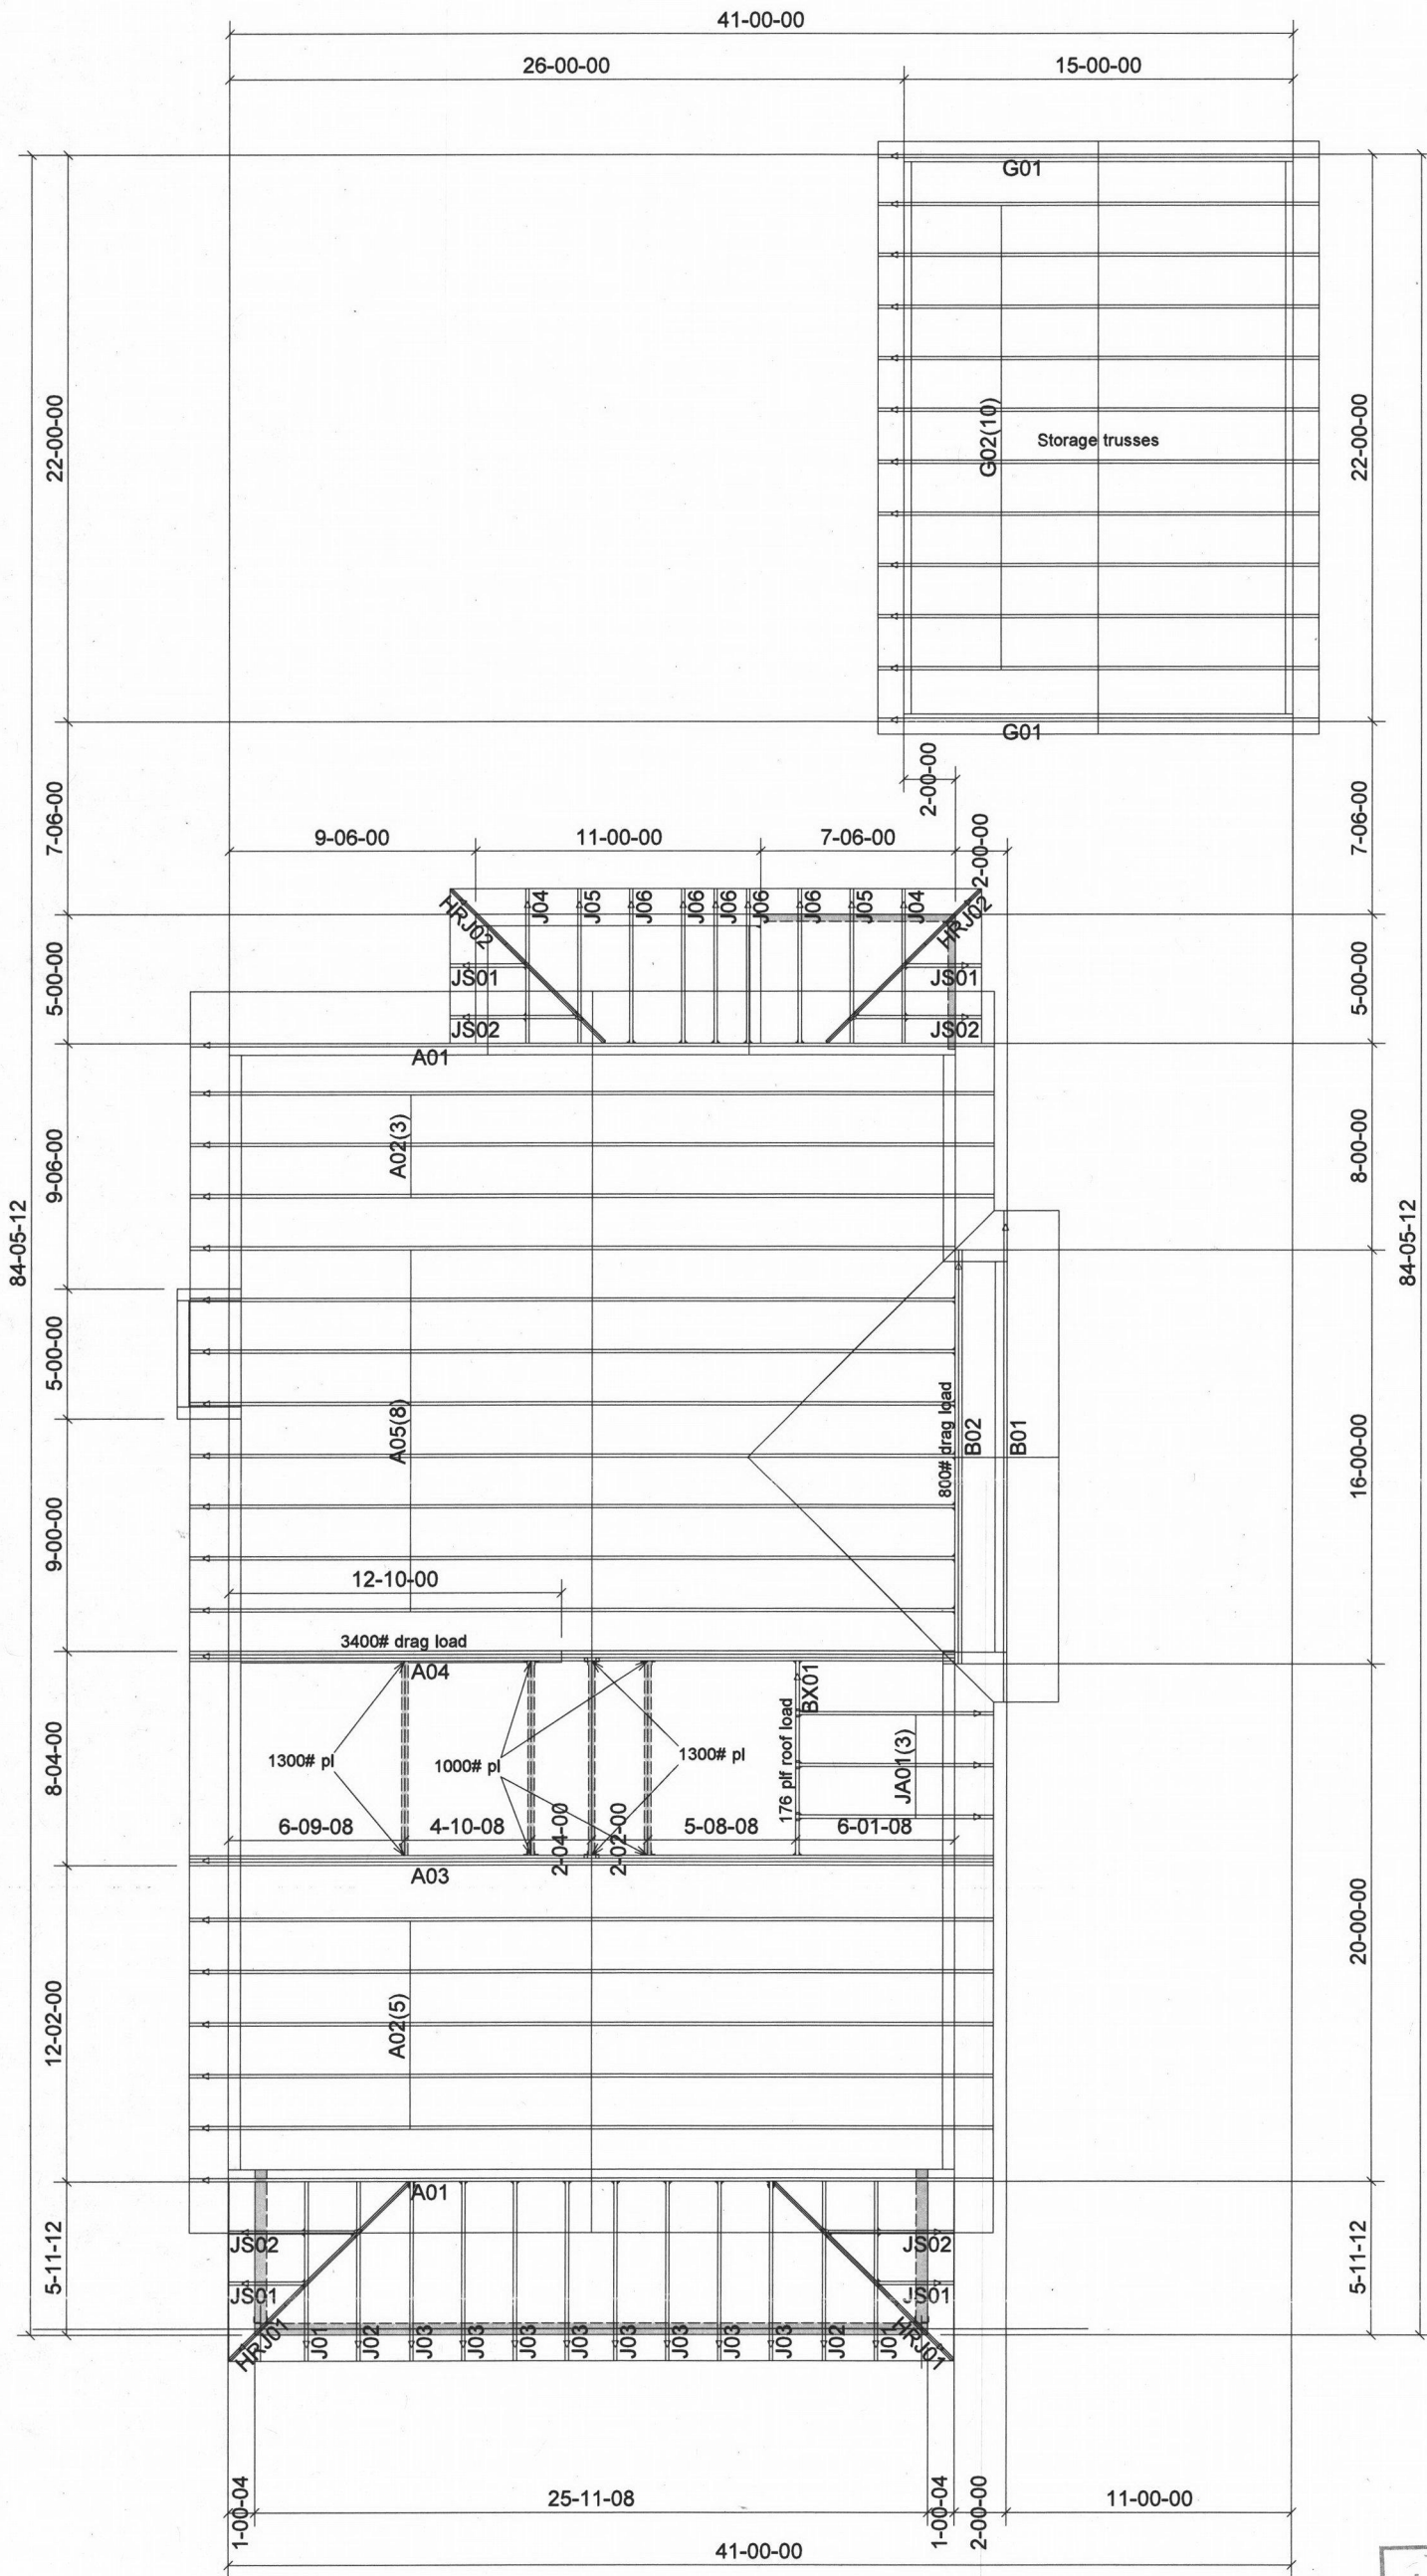 41-00-00
26-00-00
15-00-00
G01
22-00-00
G02(10)
Storage trusses
22-00-00
G01
2-00-00
7-06-00
9-06-00
11-00-00
7-06-00
2-00-00
7-06-00
HRJ02
J04
J05
J06
J06
J06
J06
J06
J05
J04
HRJ02
5-00-00
JS01
JS01
5-00-00
JS02
JS02
A01
A02(3)
9-06-00
8-00-00
84-05-12
84-05-12
5-00-00
A05(8)
800# drag load
B02
B01
16-00-00
9-00-00
12-10-00
3400# drag load
A04
BX01
8-04-00
1300# pl
1000# pl
1300# pl
176 plf roof load
JA01(3)
6-09-08
4-10-08
2-04-00
2-02-00
5-08-08
6-01-08
A03
20-00-00
12-02-00
A02(5)
A01
5-11-12
JS02
JS02
5-11-12
JS01
JS01
HRJ01
J01
J02
J03
J03
J03
J03
J03
J03
J03
J03
J02
J01
HRJ01
1-00-04
25-11-08
1-00-04
2-00-00
11-00-00
41-00-00